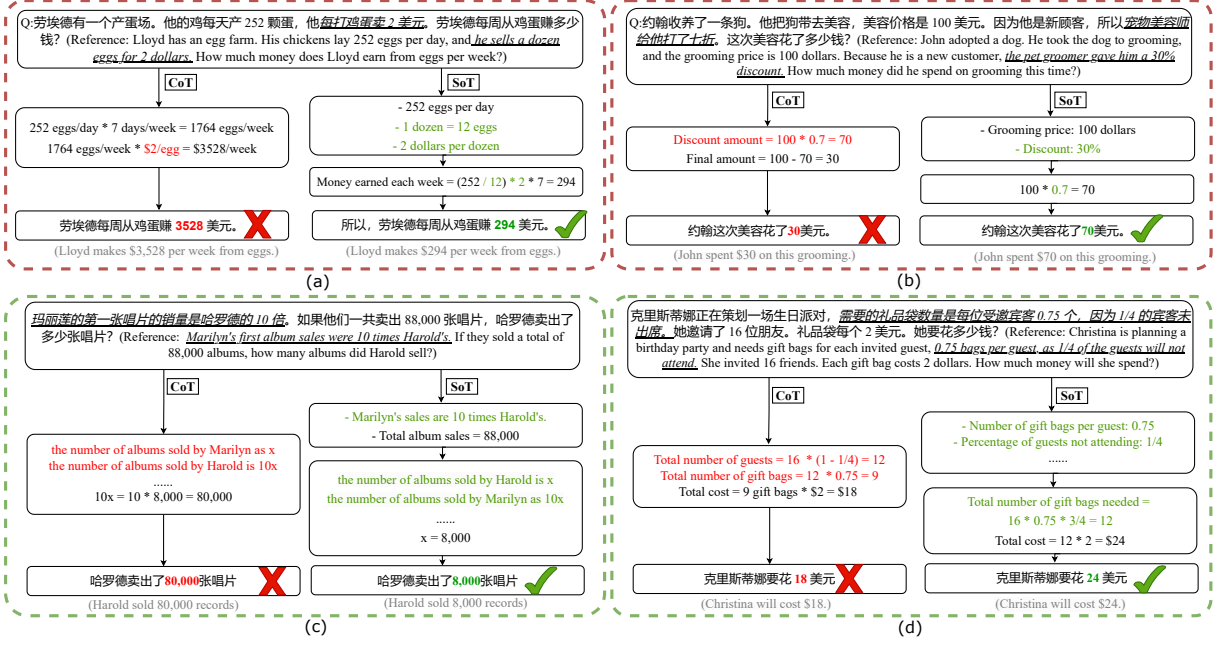 Q:劳埃德有一个产蛋场。他的鸡每天产 252 颗蛋，他每打鸡蛋卖 2 美元。劳埃德每周从鸡蛋赚多少
钱？(Reference: Lloyd has an egg farm. His chickens lay 252 eggs per day, and he sells a dozen
eggs for 2 dollars. How much money does Lloyd earn from eggs per week?)
CoT
SoT
252 eggs/day * 7 days/week = 1764 eggs/week
1764 eggs/week * $2/egg = $3528/week
- 252 eggs per day
- 1 dozen = 12 eggs
- 2 dollars per dozen
Money earned each week = (252 / 12) * 2 * 7 = 294
劳埃德每周从鸡蛋赚 3528 美元。
所以，劳埃德每周从鸡蛋赚 294 美元。
(Lloyd makes $3,528 per week from eggs.)
(Lloyd makes $294 per week from eggs.)
(a)
Q:约翰收养了一条狗。他把狗带去美容，美容价格是 100 美元。因为他是新顾客，所以宠物美容师
给他打了七折。这次美容花了多少钱？(Reference: John adopted a dog. He took the dog to grooming,
and the grooming price is 100 dollars. Because he is a new customer, the pet groomer gave him a 30%
discount. How much money did he spend on grooming this time?)
CoT
SoT
Discount amount = 100 * 0.7 = 70
Final amount = 100 - 70 = 30
- Grooming price: 100 dollars
- Discount: 30%
100 * 0.7 = 70
约翰这次美容花了30美元。
约翰这次美容花了70美元。
(John spent $30 on this grooming.)
(John spent $70 on this grooming.)
(b)
玛丽莲的第一张唱片的销量是哈罗德的 10 倍。如果他们一共卖出 88,000 张唱片，哈罗德卖出了
多少张唱片？(Reference: Marilyn's first album sales were 10 times Harold's. If they sold a total of
88,000 albums, how many albums did Harold sell?)
CoT
SoT
the number of albums sold by Marilyn as x
the number of albums sold by Harold is 10x
......
10x = 10 * 8,000 = 80,000
- Marilyn's sales are 10 times Harold's.
- Total album sales = 88,000
the number of albums sold by Harold is x
the number of albums sold by Marilyn as 10x
......
x = 8,000
哈罗德卖出了80,000张唱片
哈罗德卖出了8,000张唱片
(Harold sold 80,000 records)
(Harold sold 8,000 records)
(c)
克里斯蒂娜正在策划一场生日派对，需要的礼品袋数量是每位受邀宾客 0.75 个，因为 1/4 的宾客未
出席。她邀请了 16 位朋友。礼品袋每个 2 美元。她要花多少钱？(Reference: Christina is planning a
birthday party and needs gift bags for each invited guest, 0.75 bags per guest, as 1/4 of the guests will not
attend. She invited 16 friends. Each gift bag costs 2 dollars. How much money will she spend?)
CoT
SoT
Total number of guests = 16 * (1 - 1/4) = 12
Total number of gift bags = 12 * 0.75 = 9
Total cost = 9 gift bags * $2 = $18
- Number of gift bags per guest: 0.75
- Percentage of guests not attending: 1/4
......
Total number of gift bags needed =
16 * 0.75 * 3/4 = 12
Total cost = 12 * 2 = $24
克里斯蒂娜要花 18 美元
克里斯蒂娜要花 24 美元
(Christina will cost $18.)
(Christina will cost $24.)
(d)